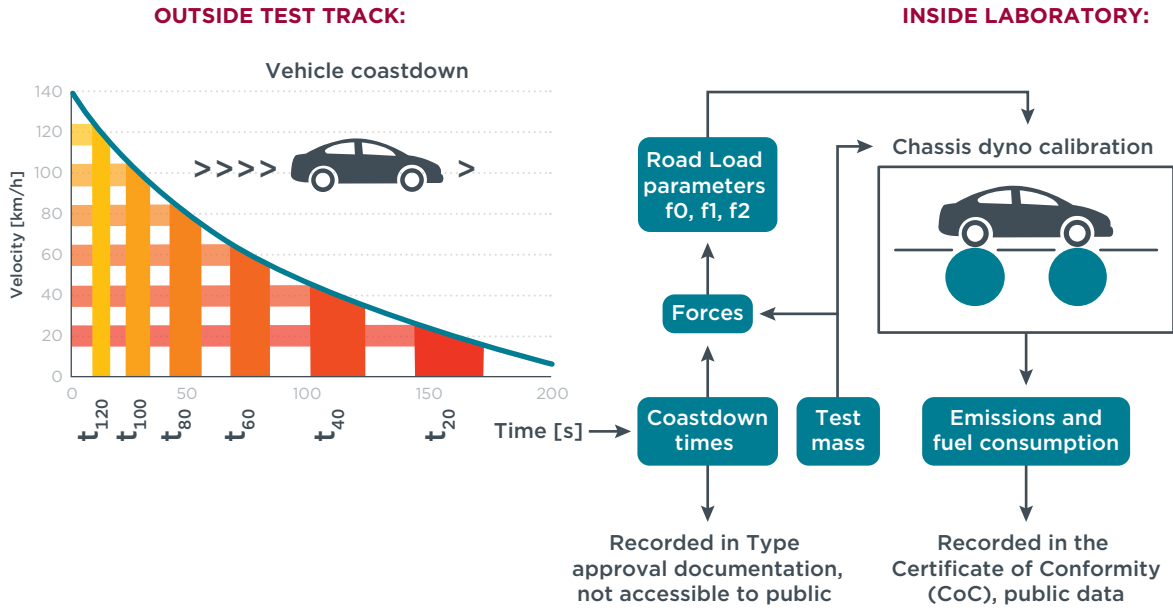 OUTSIDE TEST TRACK:
INSIDE LABORATORY:
Vehicle coastdown
Velocity [km/h]
140
120
100
80
60
40
20
0
> > > > >
0
50
100
150
200
t120
t100
t80
t60
t40
t20
Time [s]
Road Load
parameters
f0, f1, f2
Forces
Coastdown
times
Test
mass
Recorded in Type
approval documentation,
not accessible to public
Chassis dyno calibration
Emissions and
fuel consumption
Recorded in the
Certificate of Conformity
(CoC), public data